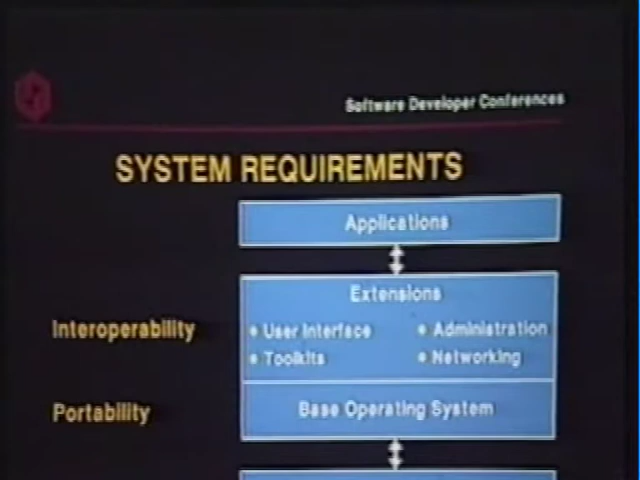 Software Developer Conferences
SYSTEM REQUIREMENTS
Applications
Extensions
Interoperability
• User Interface
• Administration
• Toolkits
• Networking
Portability
Base Operating System